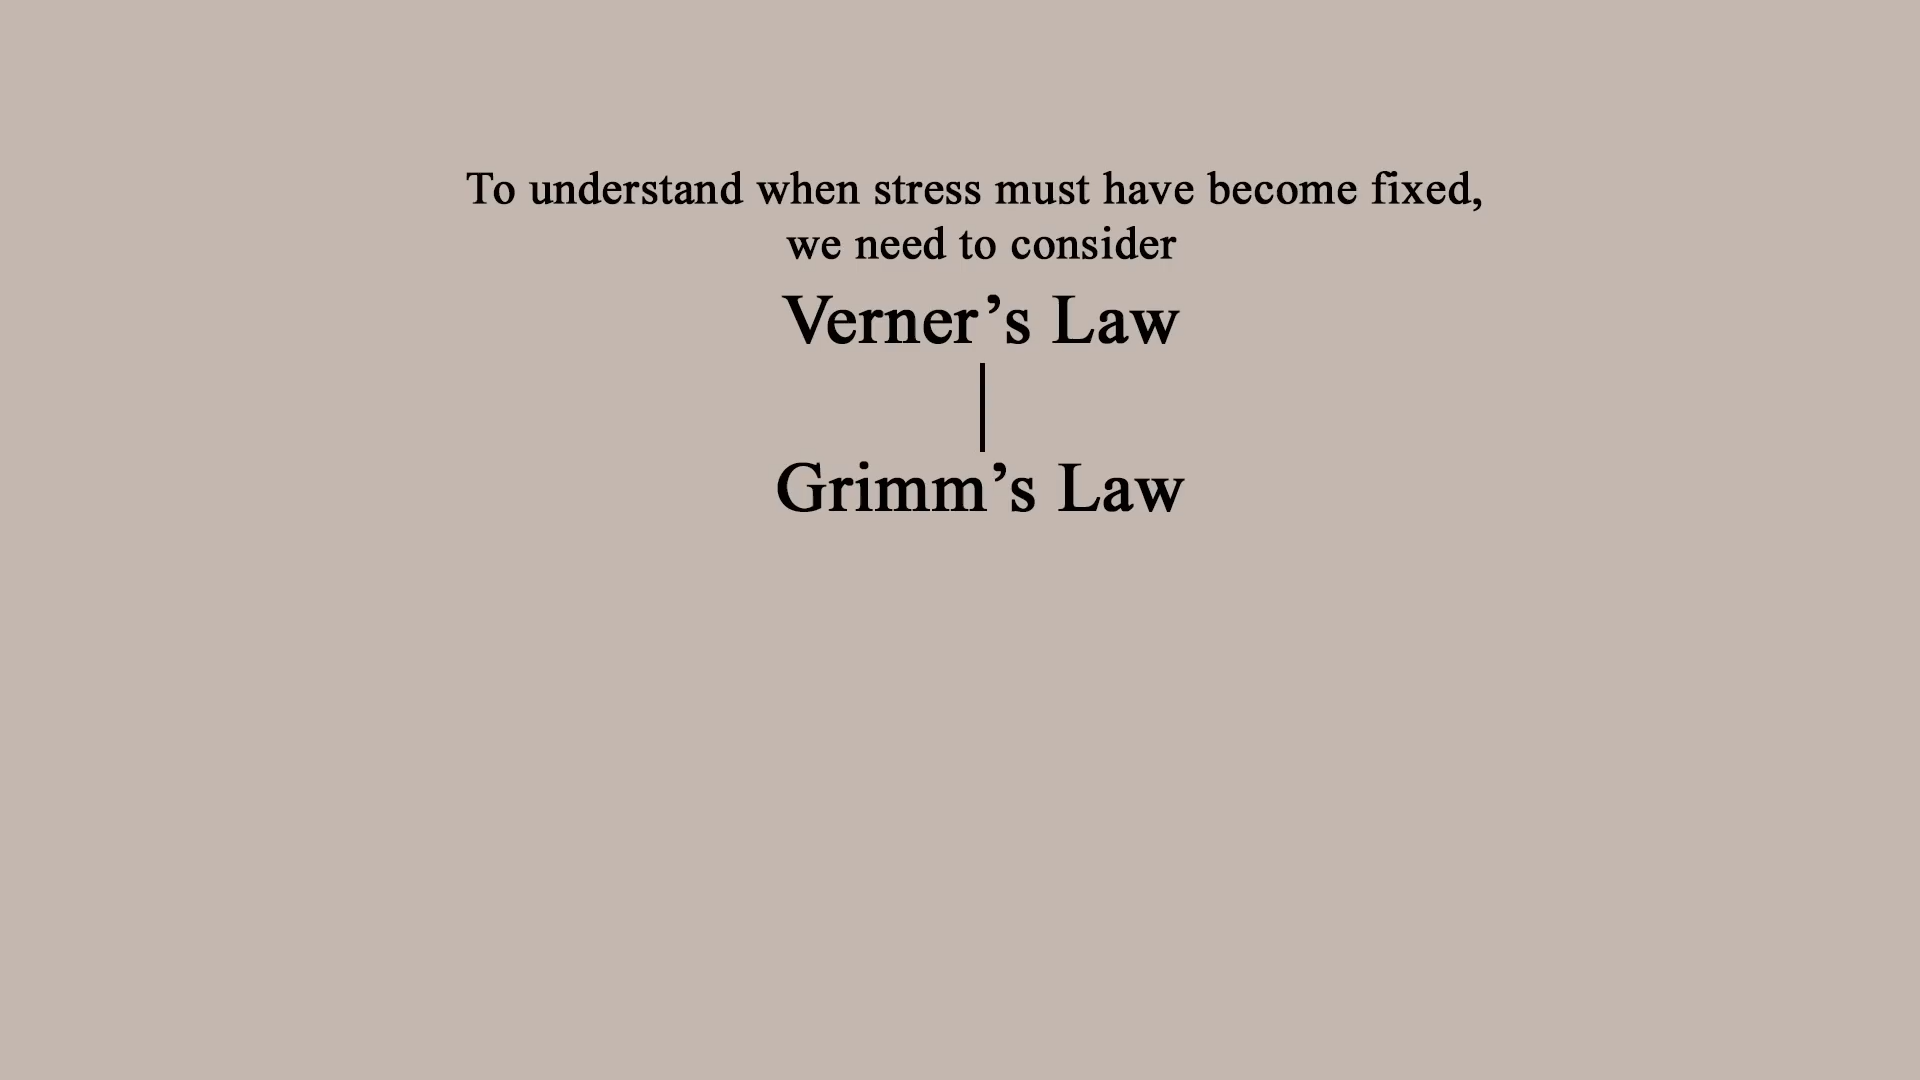 To understand when stress must have become fixed,
we need to consider
Verner’s Law
Grimm’s Law